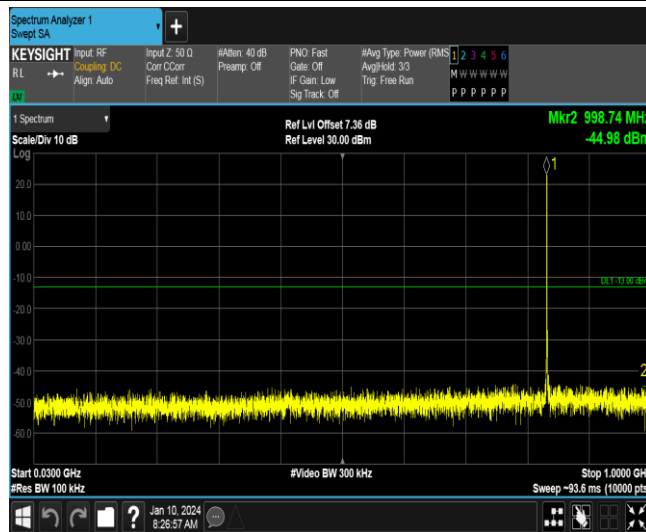 Spectrum Analyzer 1
Swept SA
+
KEYSIGHT
RL
LV
Input: RF
Coupling: DC
Align: Auto
Input Z: 50 Ω
Corr CCorr
Freq Ref: Int (S)
#Atten: 40 dB
Preamp: Off
PNO: Fast
Gate: Off
IF Gain: Low
Sig Track: Off
#Avg Type: Power (RMS
Avg|Hold: 3/3
Trig: Free Run
1 2 3 4 5 6
M W W W W W
P P P P P P
1 Spectrum
Scale/Div 10 dB
Log
Ref Lvl Offset 7.36 dB
Ref Level 30.00 dBm
Mkr2 998.74 MHz
-44.98 dBm
1
20.0
10.0
0.00
-10.0
DL1 -13.00 dBm
-20.0
-30.0
-40.0
2
-50.0
-60.0
Start 0.0300 GHz
#Res BW 100 kHz
#Video BW 300 kHz
Stop 1.0000 GH
Sweep ~93.6 ms (10000 pts
?
Jan 10, 2024
8:26:57 AM